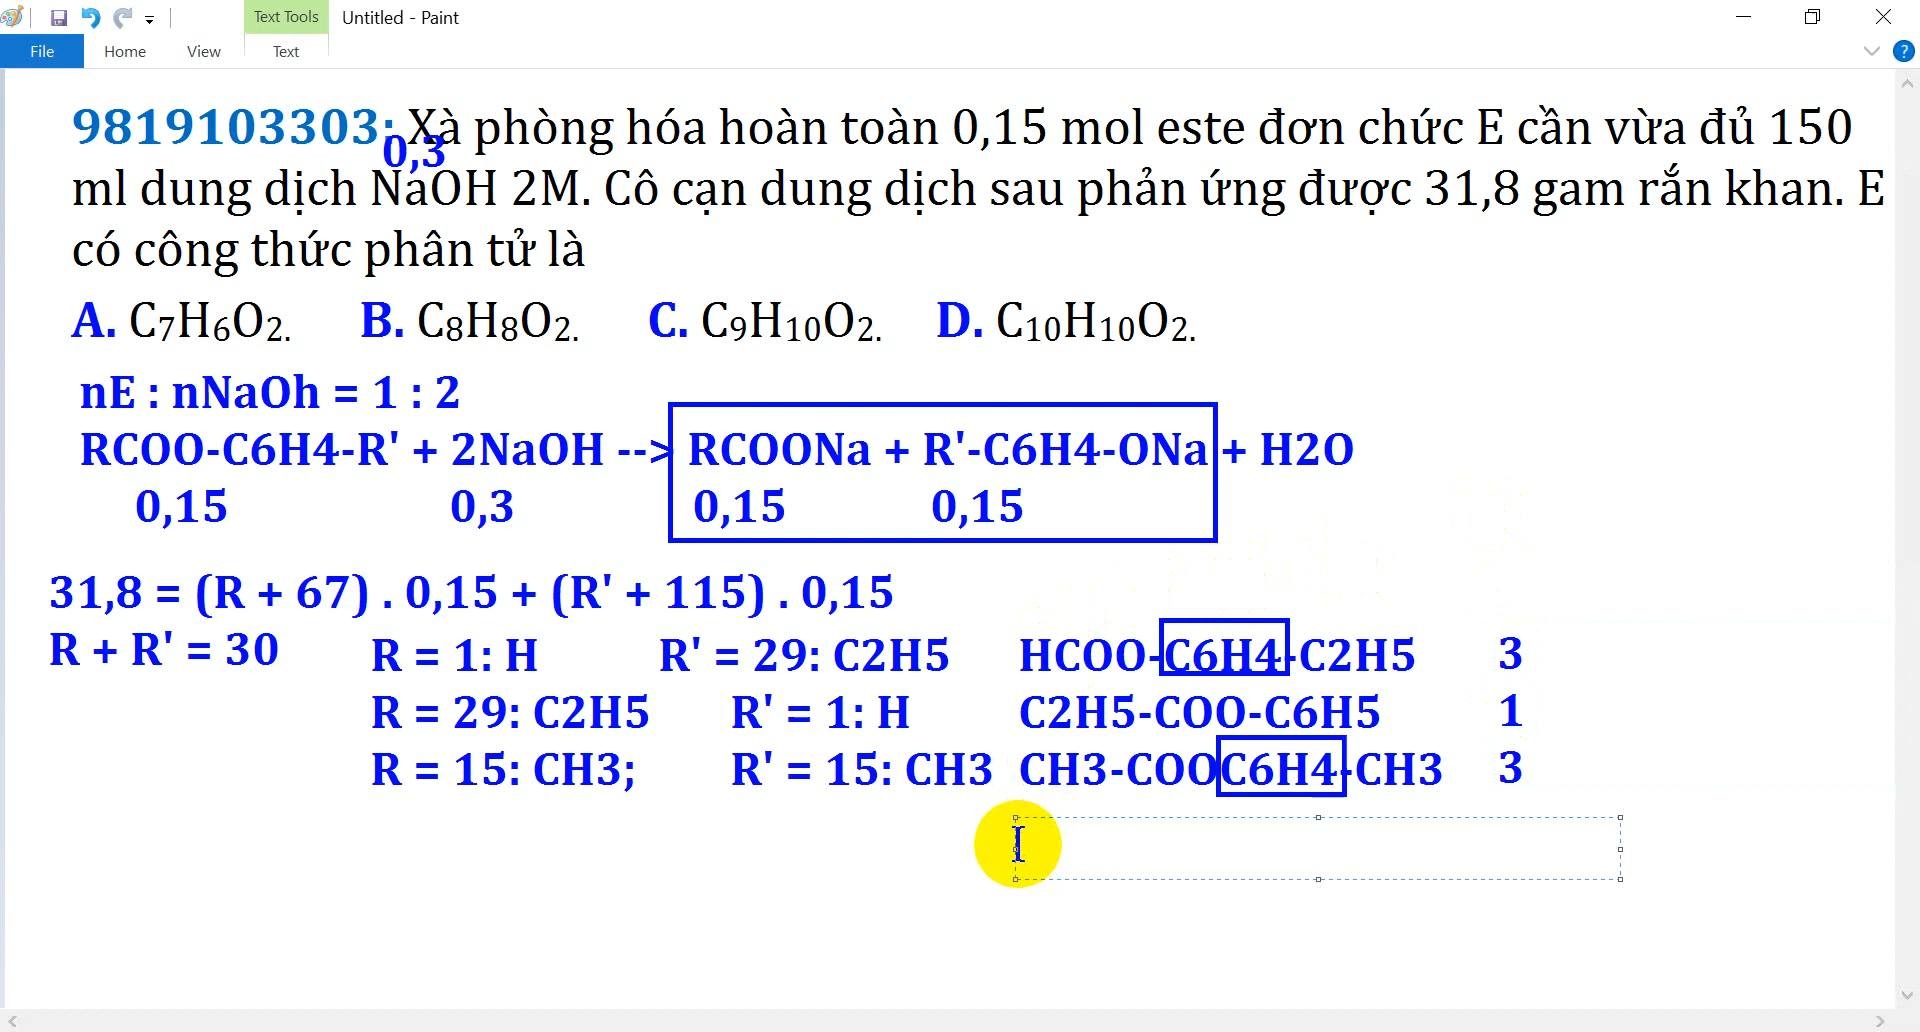 Text Tools Untitled - Paint
File Home View Text
9819103303: Xà phòng hóa hoàn toàn 0,15 mol este đơn chức E cần vừa đủ 150
0,3
ml dung dịch NaOH 2M. Cô cạn dung dịch sau phản ứng được 31,8 gam rắn khan. E
có công thức phân tử là
A. C7H6O2. B. C8H8O2. C. C9H10O2. D. C10H10O2.
nE : nNaOh = 1 : 2
RCOO-C6H4-R' + 2NaOH --> RCOONa + R'-C6H4-ONa + H2O
0,15 0,3 0,15 0,15
31,8 = (R + 67) . 0,15 + (R' + 115) . 0,15
R + R' = 30 R = 1: H R' = 29: C2H5 HCOO-C6H4-C2H5 3
R = 29: C2H5 R' = 1: H C2H5-COO-C6H5 1
R = 15: CH3; R' = 15: CH3 CH3-COOC6H4-CH3 3